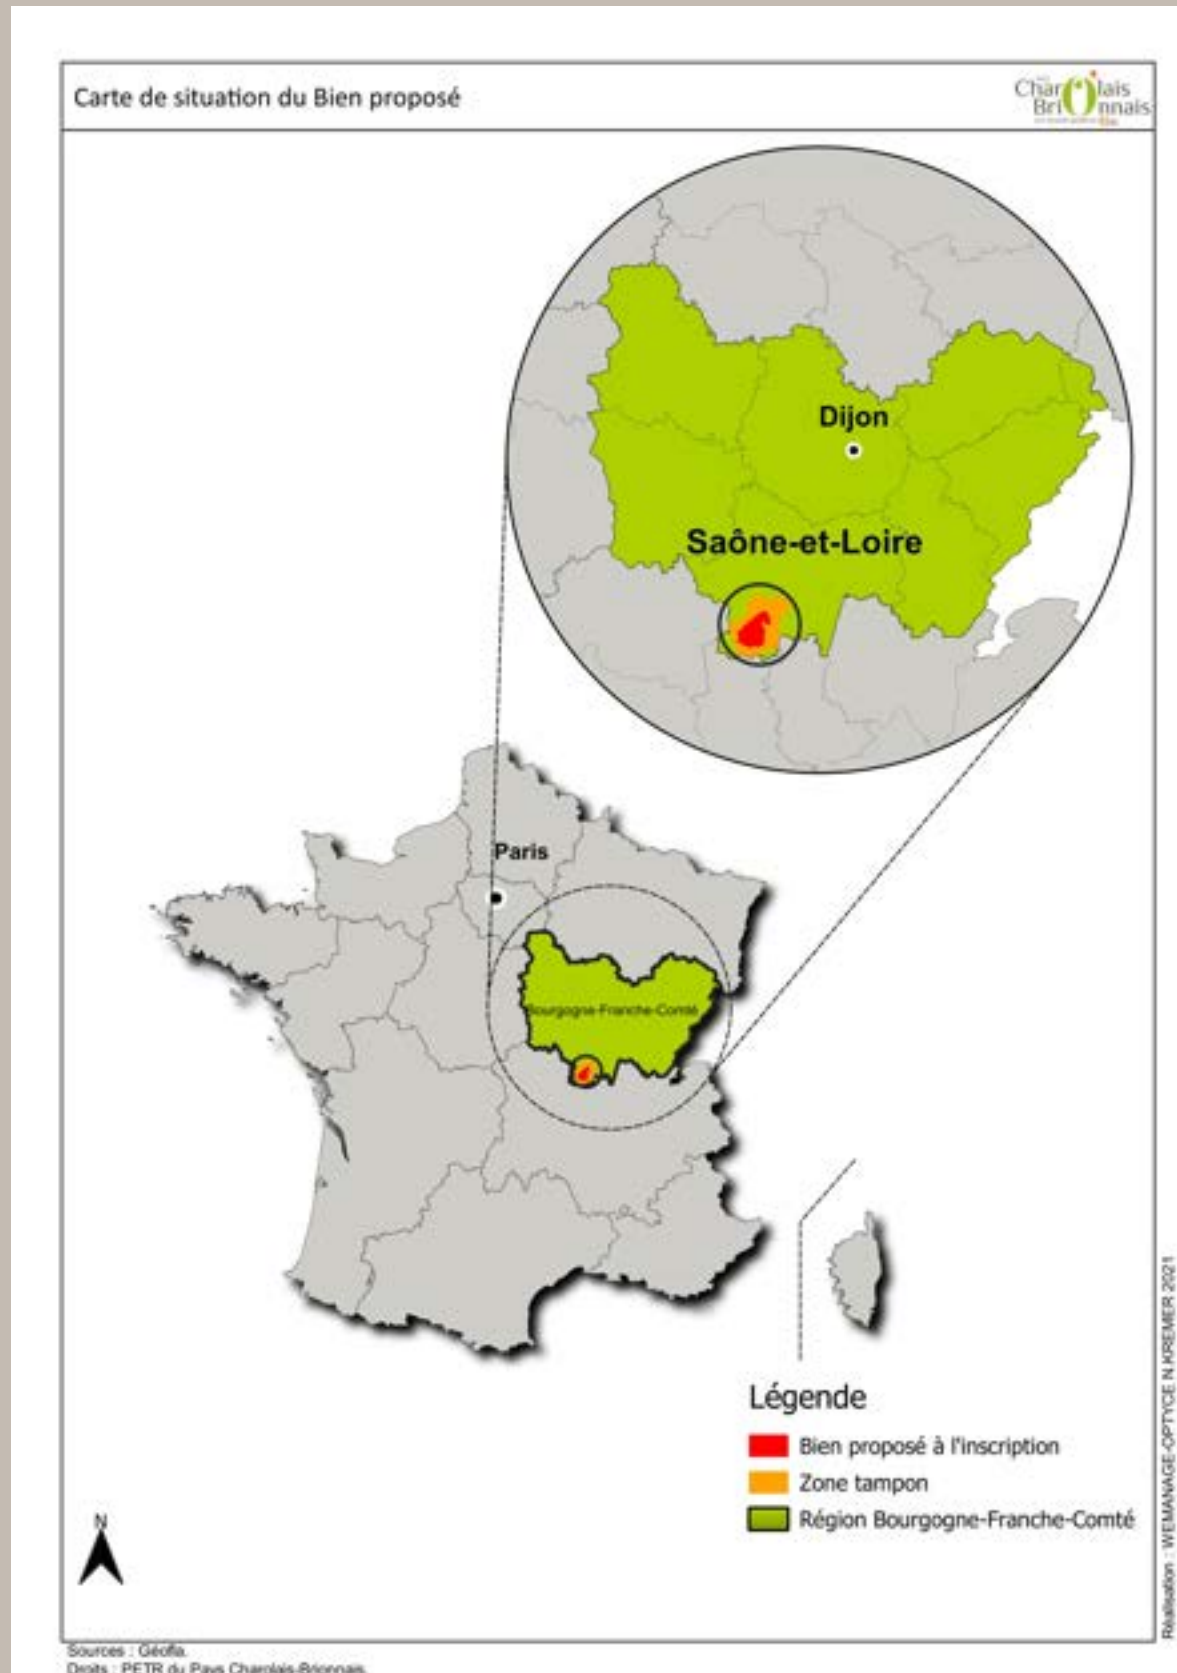 Carte de situation du Bien proposé
Charolais
Brionnais
Dijon
Saône-et-Loire
Paris
Bourgogne-Franche-Comté
Légende
Bien proposé à l'inscription
Zone tampon
Région Bourgogne-Franche-Comté
N
Sources : Géofla.
Droits : PETR du Pays Charolais-Brionnais.
Réalisation : WEMANAGE-OPTYCE N.KREMER 2021